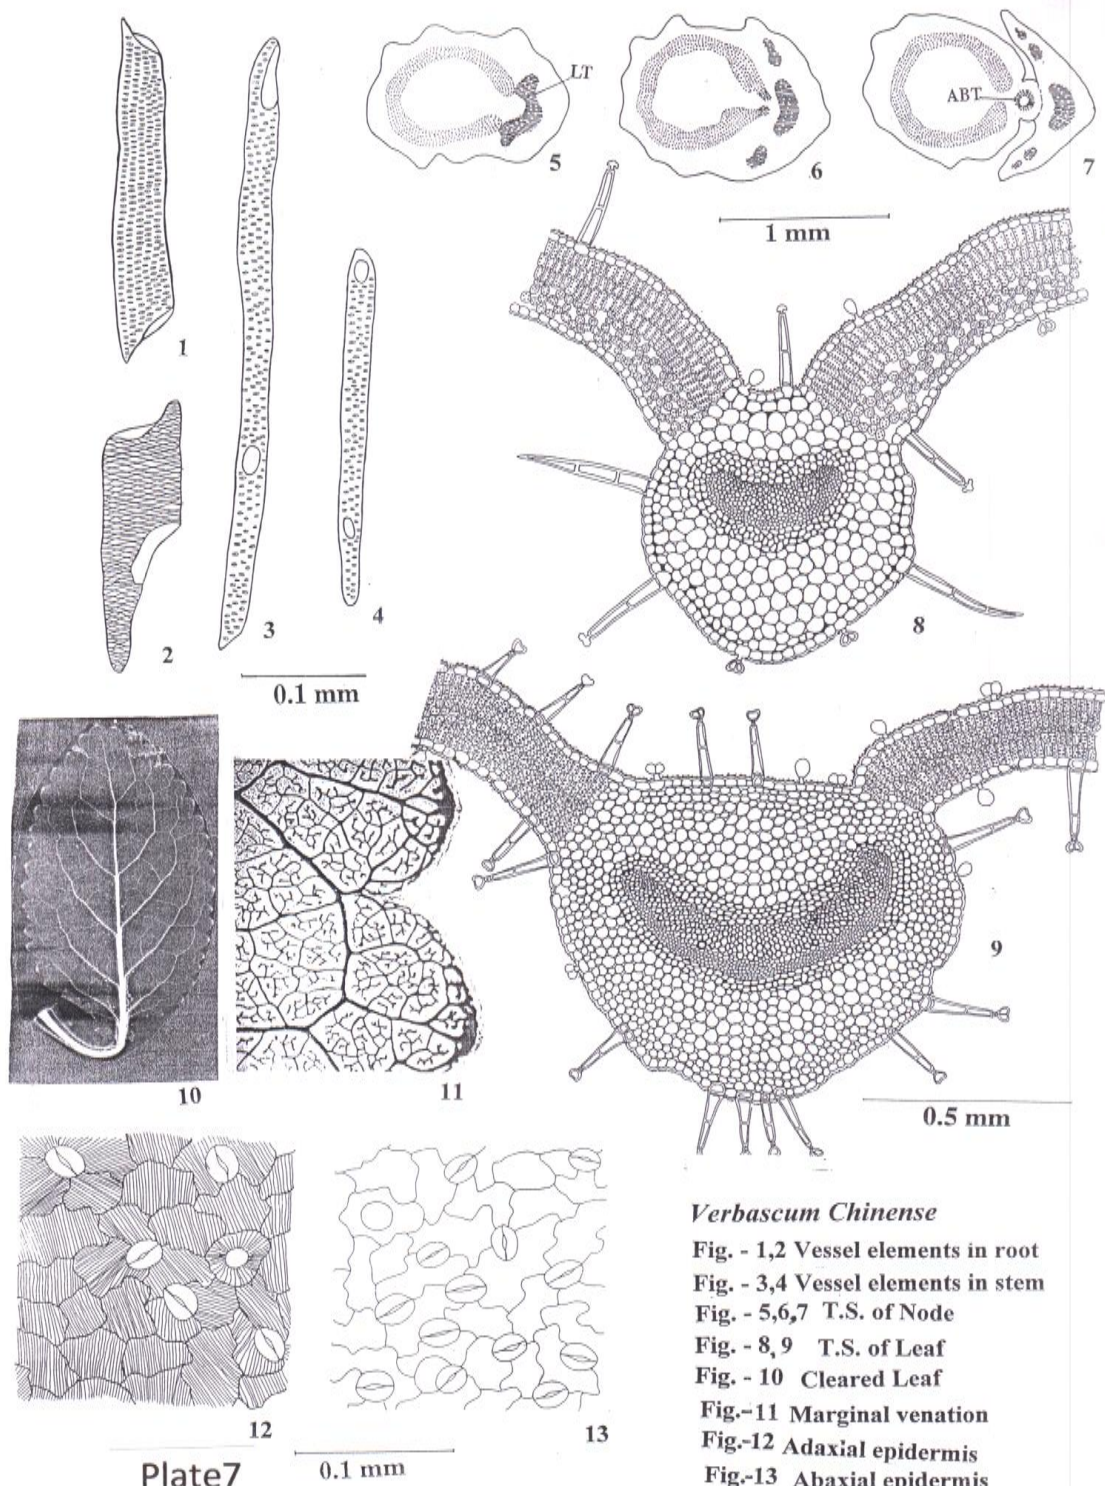 LT
ABT
5
6
7
1 mm
1
2
3
4
8
0.1 mm
9
10
11
0.5 mm
12
13
Plate7
0.1 mm
Verbascum Chinense
Fig. - 1,2 Vessel elements in root
Fig. - 3,4 Vessel elements in stem
Fig. - 5,6,7 T.S. of Node
Fig. - 8, 9 T.S. of Leaf
Fig. - 10 Cleared Leaf
Fig.-11 Marginal venation
Fig.-12 Adaxial epidermis
Fig.-13 Abaxial epidermis